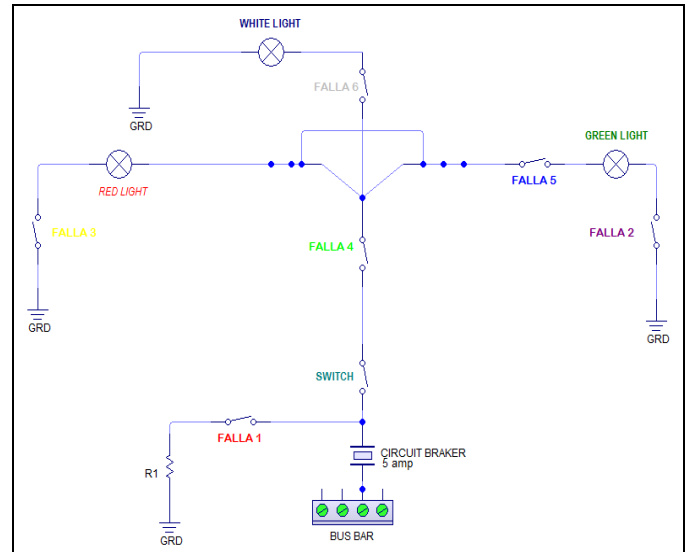 WHITE LIGHT
FALLA 6
GRD
GREEN LIGHT
RED LIGHT
FALLA 5
FALLA 3
FALLA 4
FALLA 2
GRD
GRD
SWITCH
FALLA 1
CIRCUIT BRAKER
5 amp
R1
GRD
BUS BAR